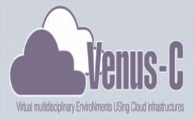 Venus-C
Virtual multidisciplinary EnviroNments USing Cloud infrastructures